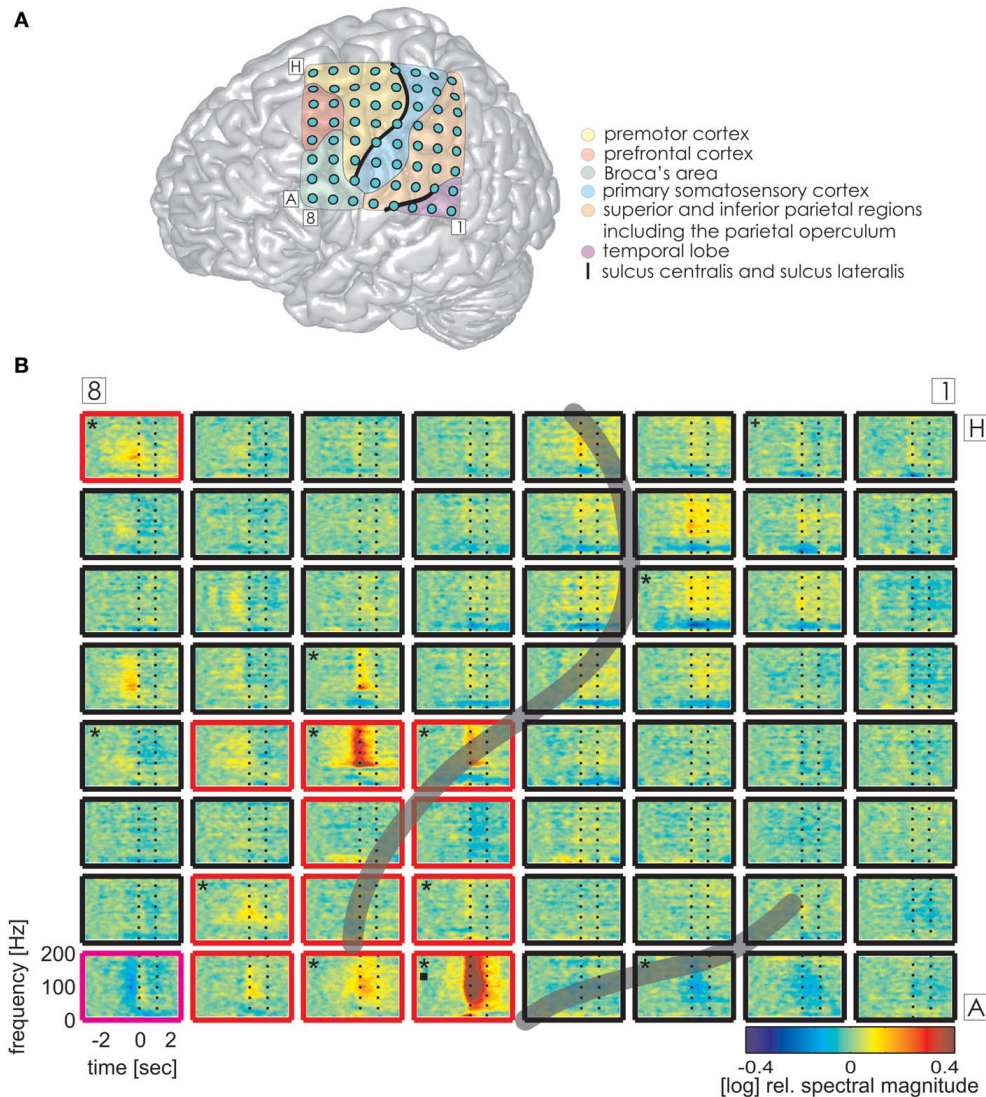 A
H
A
8
1
premotor cortex
prefrontal cortex
Broca's area
primary somatosensory cortex
superior and inferior parietal regions
including the parietal operculum
temporal lobe
sulcus centralis and sulcus lateralis
B
8
1
H
* +
*
*
* * *
* *
* * *
A
frequency [Hz]
200
100
0
-2 0 2
time [sec]
-0.4 0 0.4
[log] rel. spectral magnitude